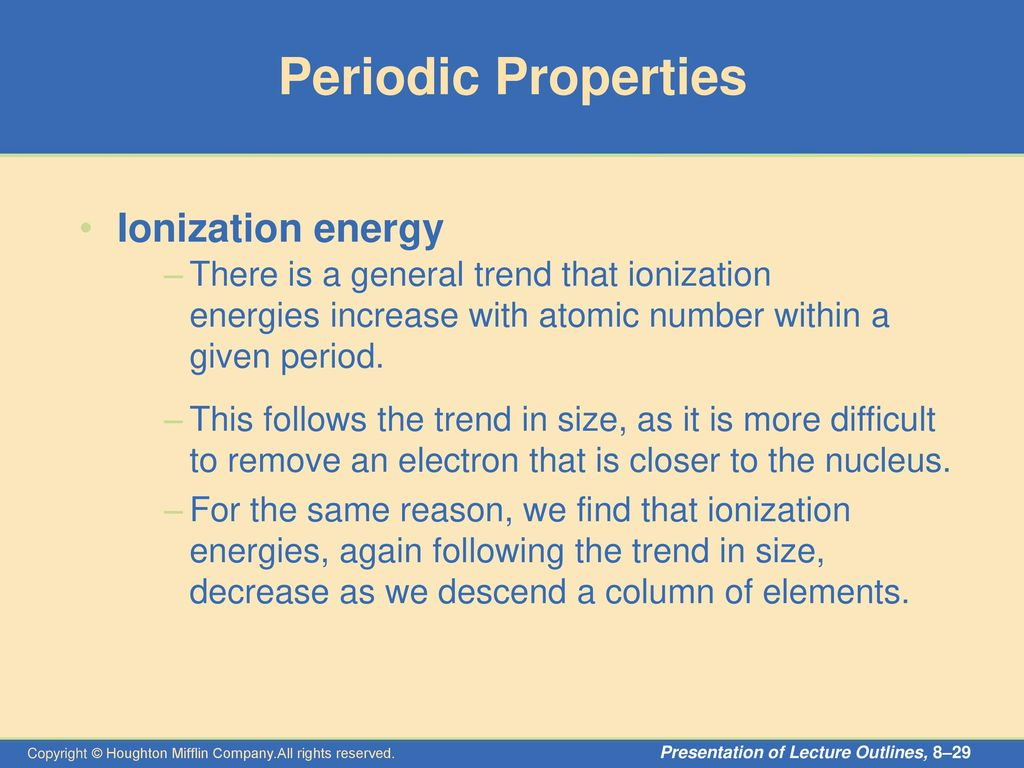 Periodic Properties
• Ionization energy
– There is a general trend that ionization
energies increase with atomic number within a
given period.
– This follows the trend in size, as it is more difficult
to remove an electron that is closer to the nucleus.
– For the same reason, we find that ionization
energies, again following the trend in size,
decrease as we descend a column of elements.
Copyright © Houghton Mifflin Company.All rights reserved.
Presentation of Lecture Outlines, 8–29